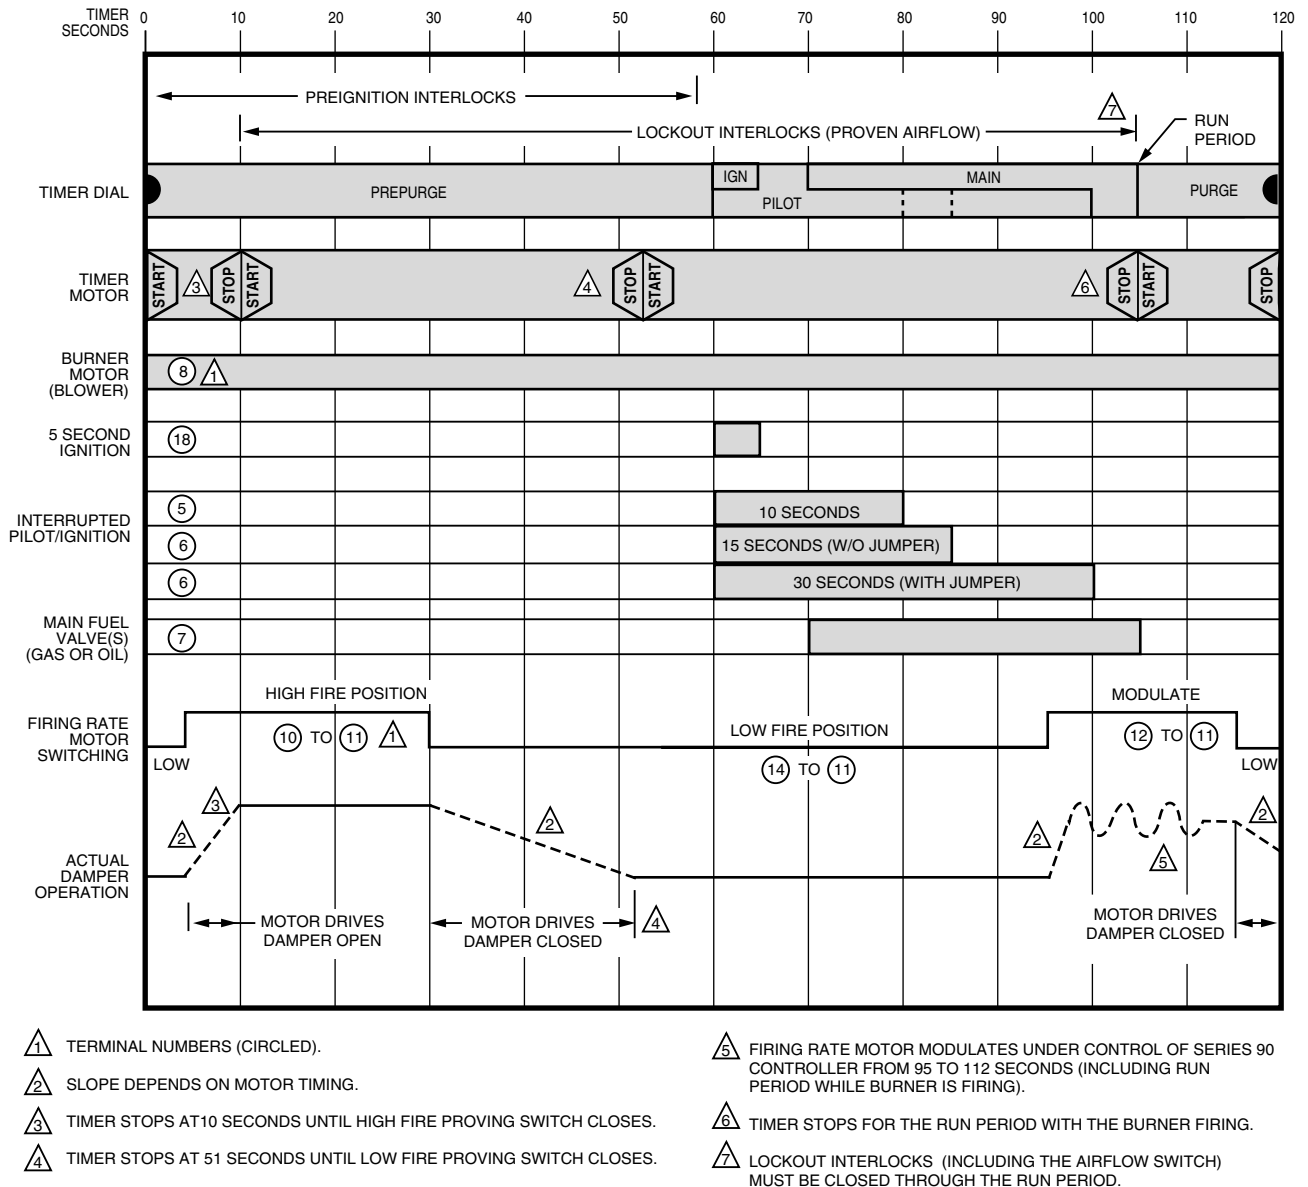 TIMER SECONDS 0 10 20 30 40 50 60 70 80 90 100 110 120
PREIGNITION INTERLOCKS
7
LOCKOUT INTERLOCKS (PROVEN AIRFLOW)
RUN
PERIOD
TIMER DIAL
PREPURGE
IGN
PILOT
MAIN
PURGE
TIMER
MOTOR
START
3
STOP
START
4
STOP
START
6
STOP
START
STOP
BURNER
MOTOR
(BLOWER)
8
1
5 SECOND
IGNITION
18
INTERRUPTED
PILOT/IGNITION
5
10 SECONDS
6
15 SECONDS (W/O JUMPER)
6
30 SECONDS (WITH JUMPER)
MAIN FUEL
VALVE(S)
(GAS OR OIL)
7
FIRING RATE
MOTOR
SWITCHING
LOW
HIGH FIRE POSITION
10 TO 11 1
LOW FIRE POSITION
14 TO 11
MODULATE
12 TO 11
LOW
ACTUAL
DAMPER
OPERATION
2
3
2
2
5
2
MOTOR DRIVES
DAMPER OPEN
MOTOR DRIVES
DAMPER CLOSED
4
MOTOR DRIVES
DAMPER CLOSED
1 TERMINAL NUMBERS (CIRCLED).
2 SLOPE DEPENDS ON MOTOR TIMING.
3 TIMER STOPS AT10 SECONDS UNTIL HIGH FIRE PROVING SWITCH CLOSES.
4 TIMER STOPS AT 51 SECONDS UNTIL LOW FIRE PROVING SWITCH CLOSES.
5 FIRING RATE MOTOR MODULATES UNDER CONTROL OF SERIES 90
CONTROLLER FROM 95 TO 112 SECONDS (INCLUDING RUN
PERIOD WHILE BURNER IS FIRING).
6 TIMER STOPS FOR THE RUN PERIOD WITH THE BURNER FIRING.
7 LOCKOUT INTERLOCKS (INCLUDING THE AIRFLOW SWITCH)
MUST BE CLOSED THROUGH THE RUN PERIOD.